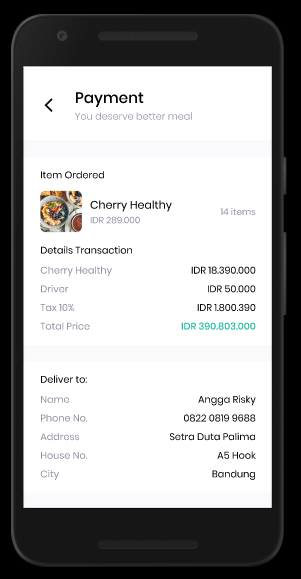 Payment
You deserve better meal
Item Ordered
Cherry Healthy
IDR 289.000
14 items
Details Transaction
Cherry Healthy IDR 18.390.000
Driver IDR 50.000
Tax 10% IDR 1.800.390
Total Price IDR 390.803.000
Deliver to:
Name Angga Risky
Phone No. 0822 0819 9688
Address Setra Duta Palima
House No. A5 Hook
City Bandung